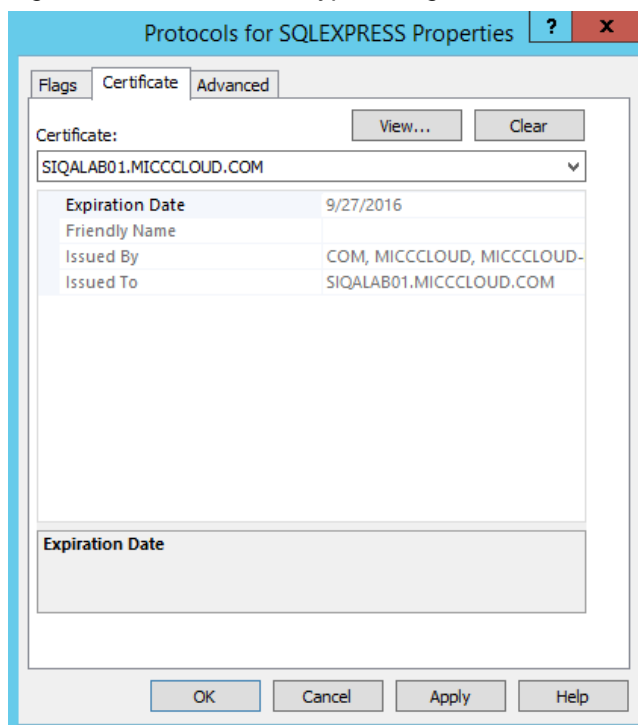 Protocols for SQLEXPRESS Properties ? x
Flags Certificate Advanced
View... Clear
Certificate:
SIQALAB01.MICCCLOUD.COM
Expiration Date 9/27/2016
Friendly Name
Issued By COM, MICCCLOUD, MICCCLOUD-
Issued To SIQALAB01.MICCCLOUD.COM
Expiration Date
OK Cancel Apply Help